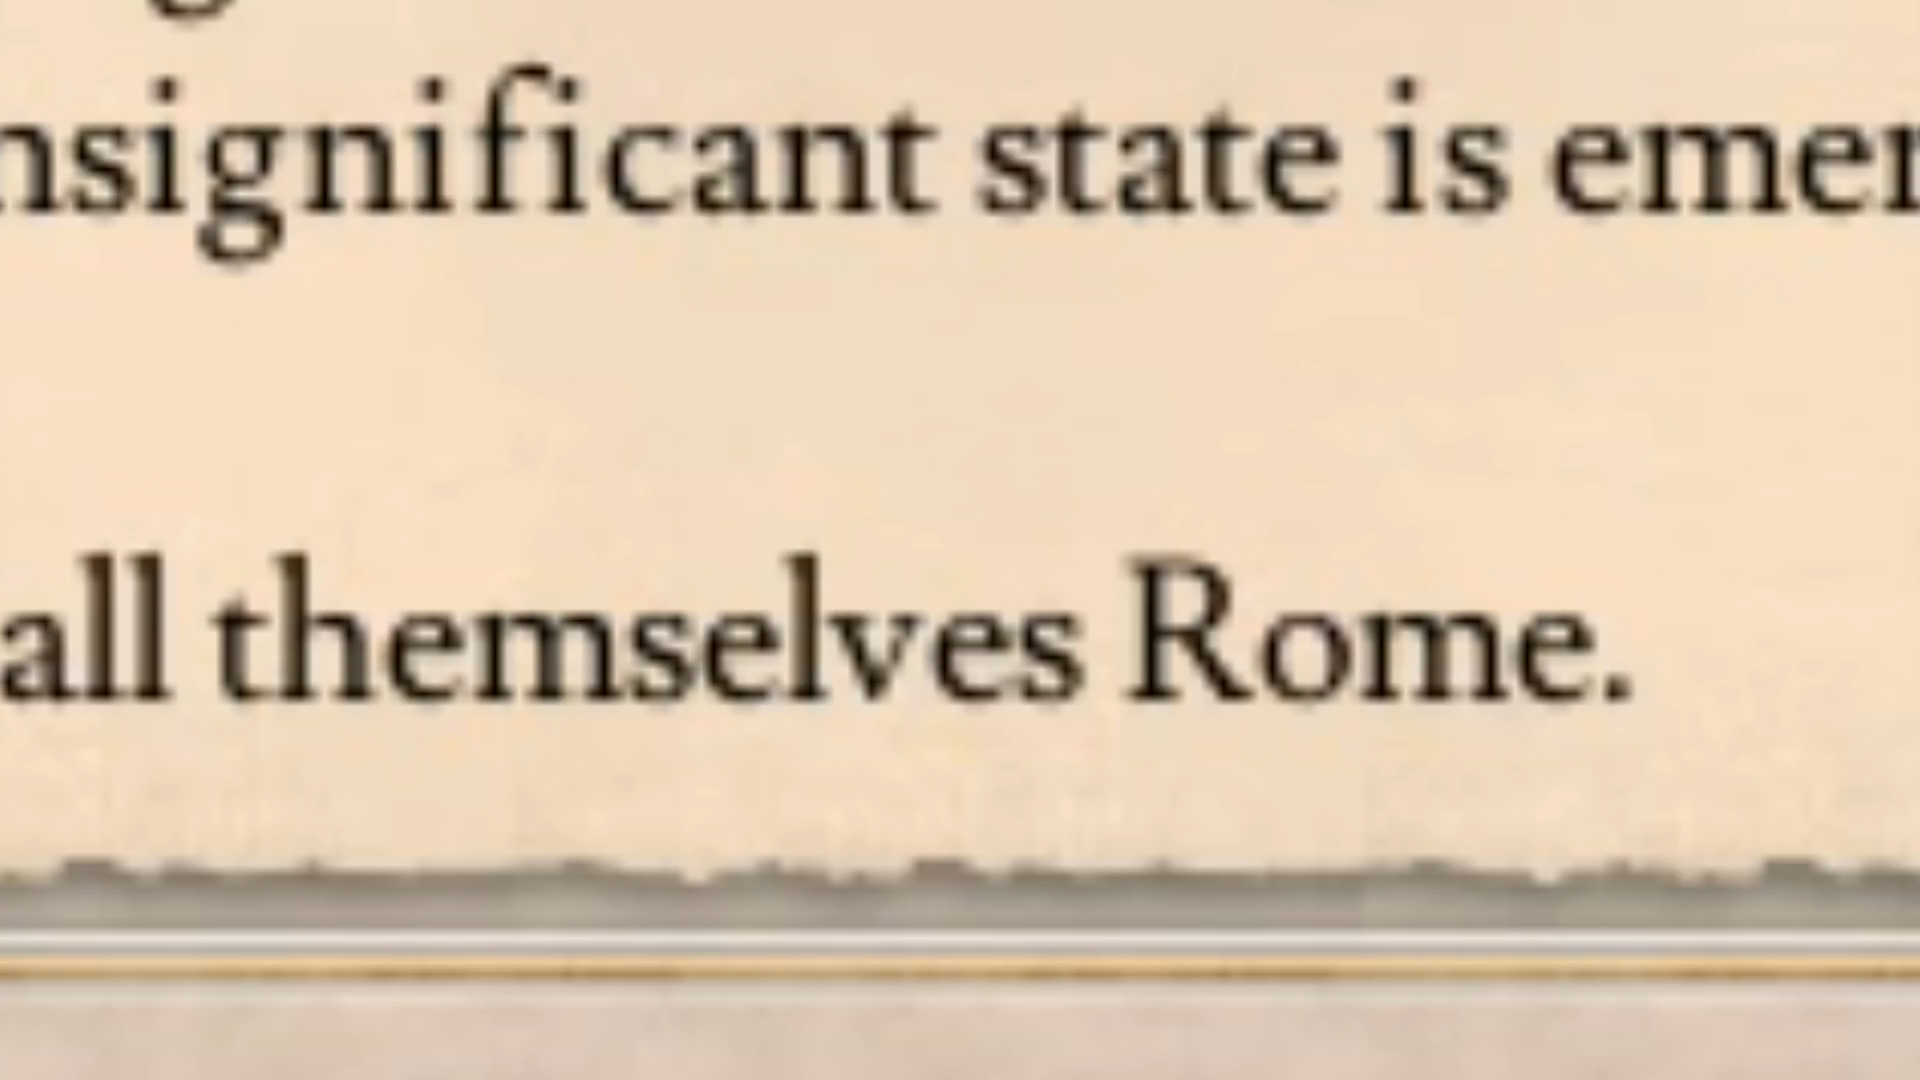 nsignificant state is emer
all themselves Rome.